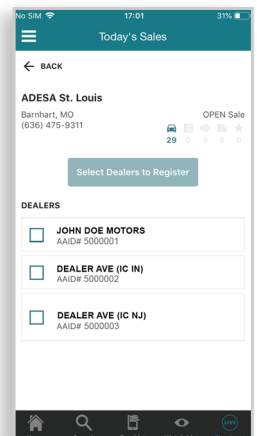 No SIM 17:01 31%
Today's Sales
BACK
ADESA St. Louis
Barnhart, MO OPEN Sale
(636) 475-9311
29 0 0 0 0
Select Dealers to Register
DEALERS
JOHN DOE MOTORS
AAID# 5000001
DEALER AVE (IC IN)
AAID# 5000002
DEALER AVE (IC NJ)
AAID# 5000003
LIVE